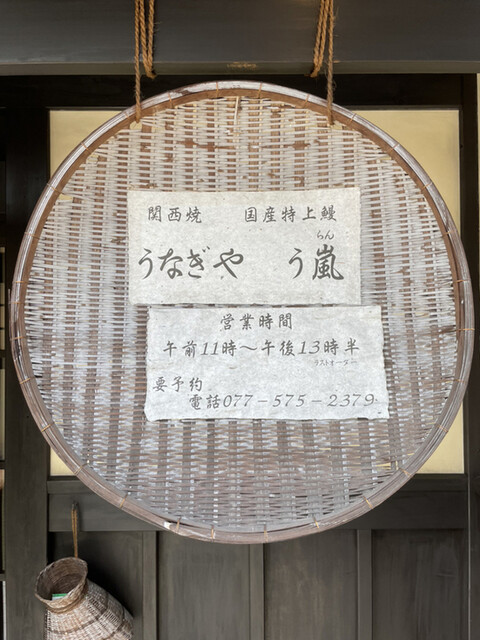 関西焼　国産特上鰻
らん
うなぎや　う嵐
営業時間
午前11時～午後13時半
ラストオーダー
要予約
電話077－575－2379